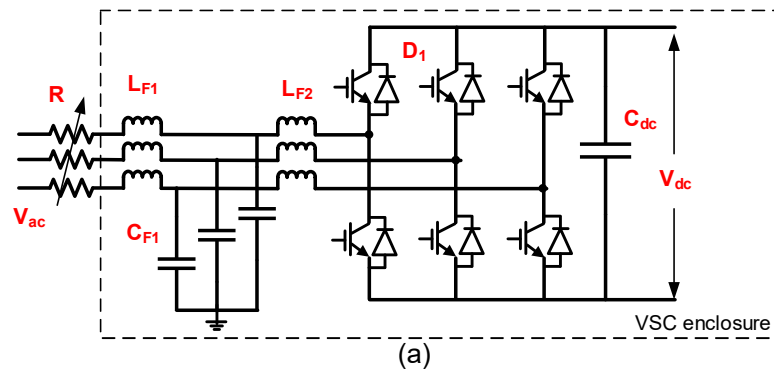 D1
R
LF1
LF2
Cdc
Vdc
Vac
CF1
VSC enclosure
(a)